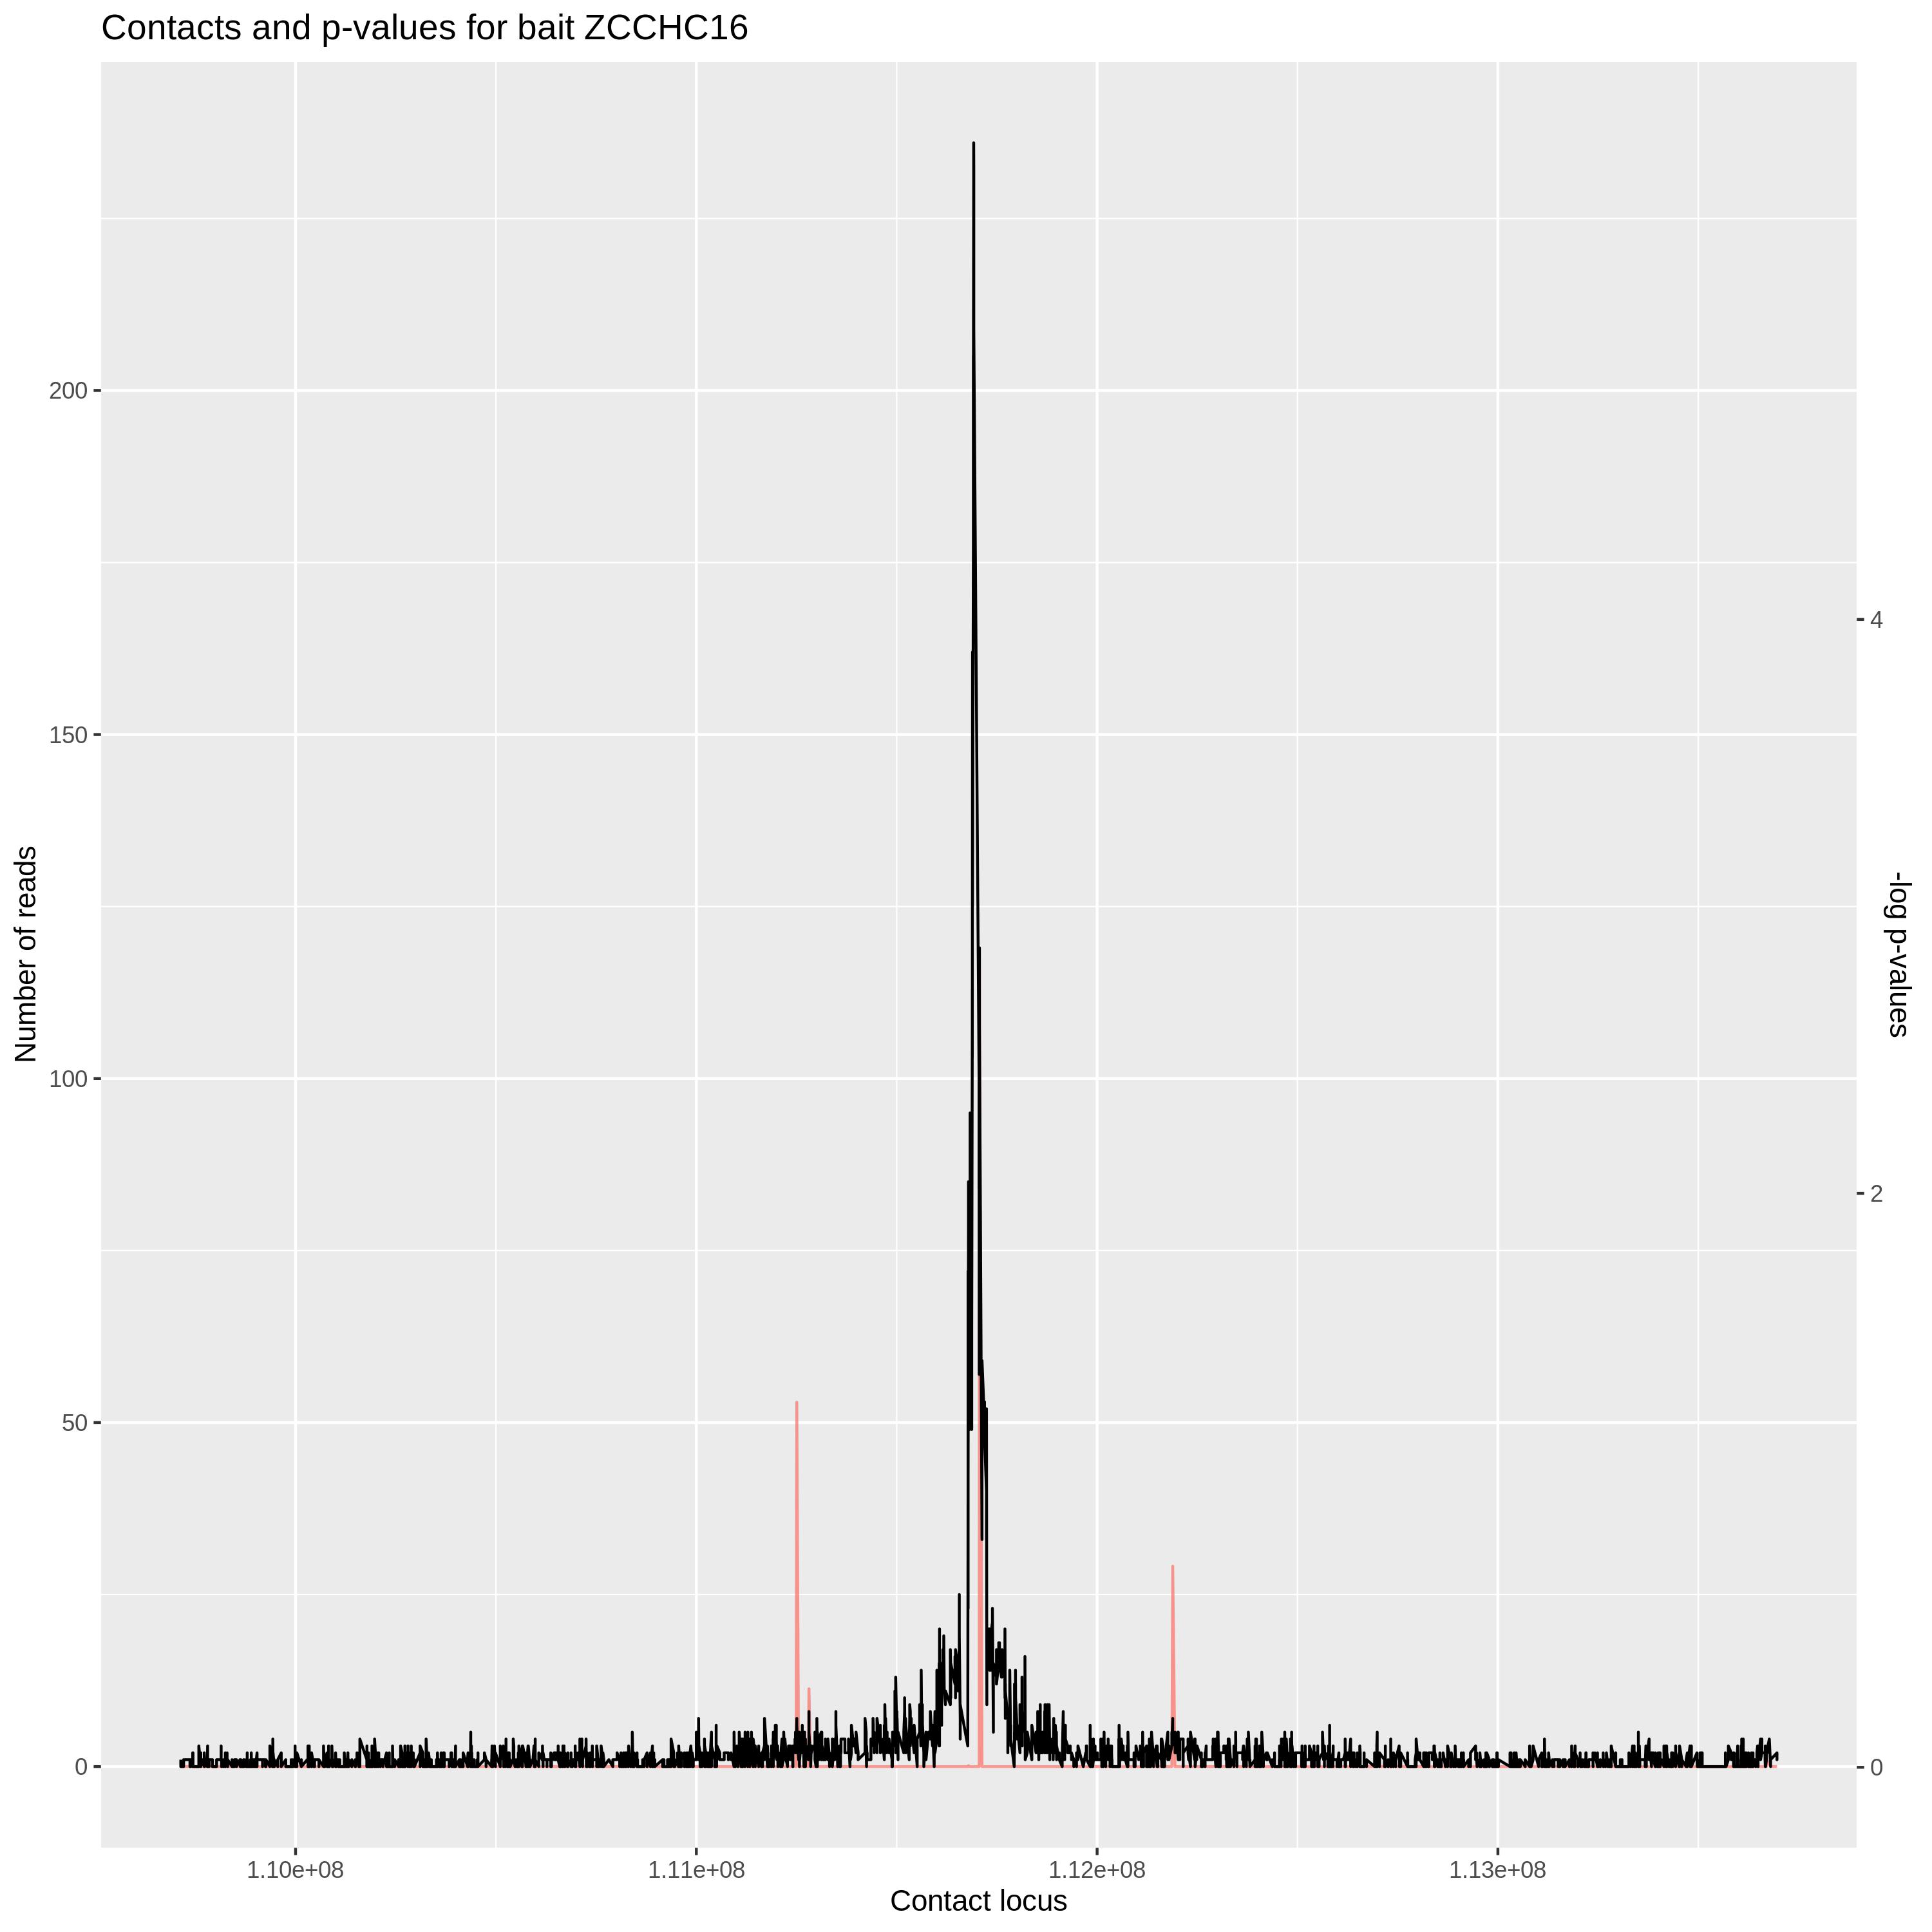 Contacts and p-values for bait ZCCHC16
200
150
100
50
0
Number of reads
4
2
0
-log p-values
1.10e+08
1.11e+08
1.12e+08
1.13e+08
Contact locus